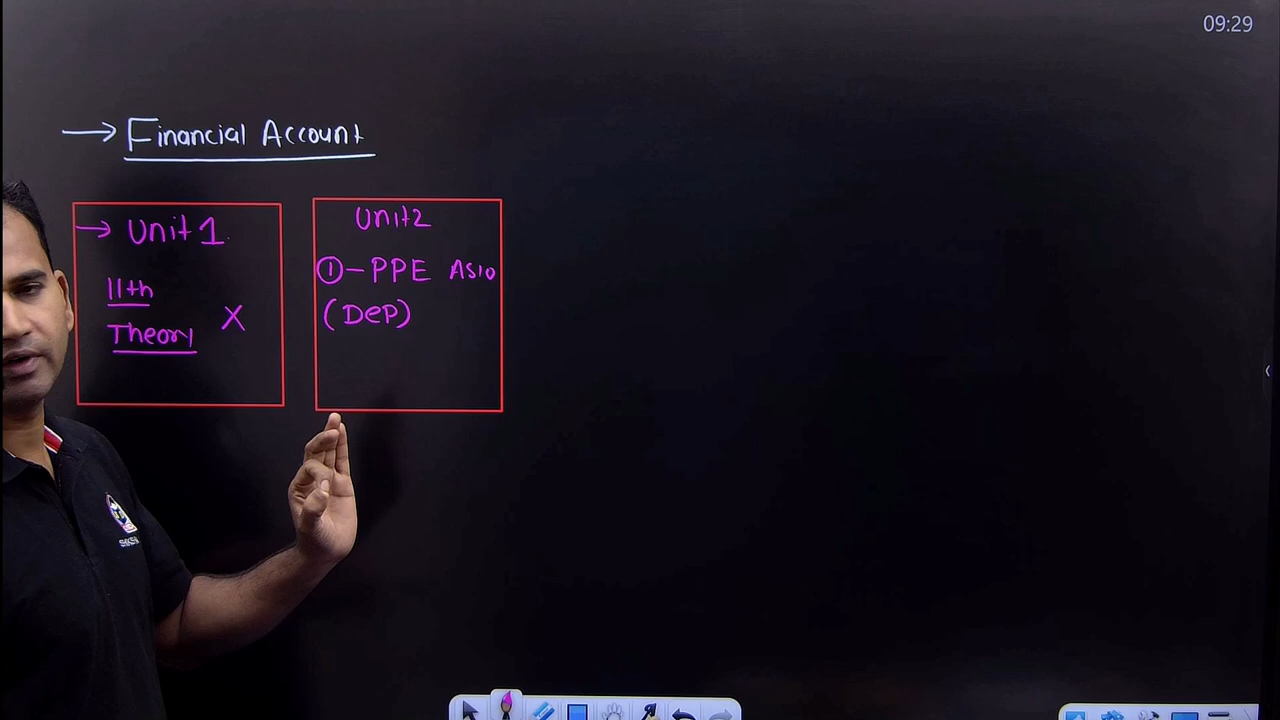 09:29
→ Financial Account
→ Unit 1
11th
Theory X
Unit 2
① - PPE AS10
(DeP)